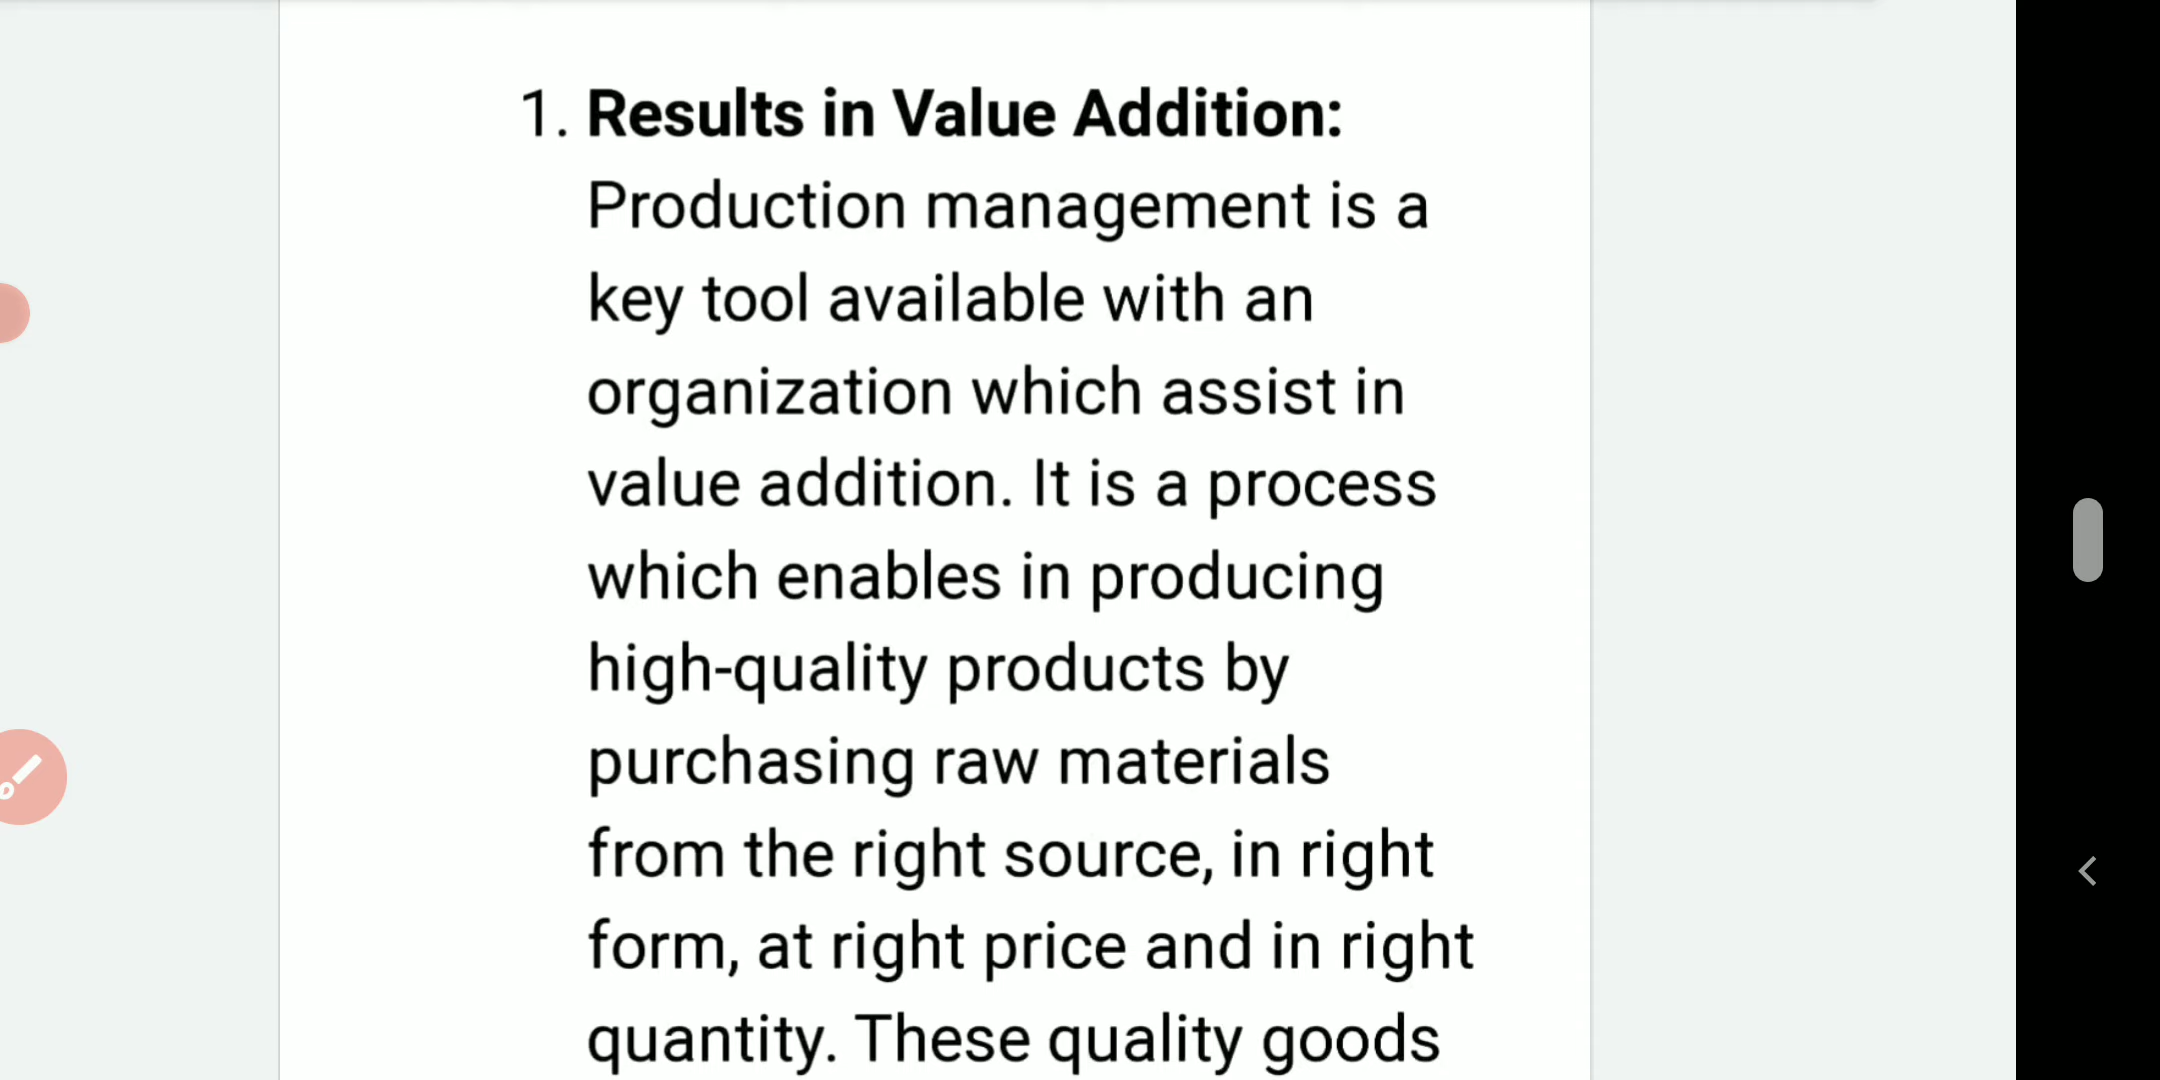 1. Results in Value Addition:
Production management is a
key tool available with an
organization which assist in
value addition. It is a process
which enables in producing
high-quality products by
purchasing raw materials
from the right source, in right
form, at right price and in right
quantity. These quality goods